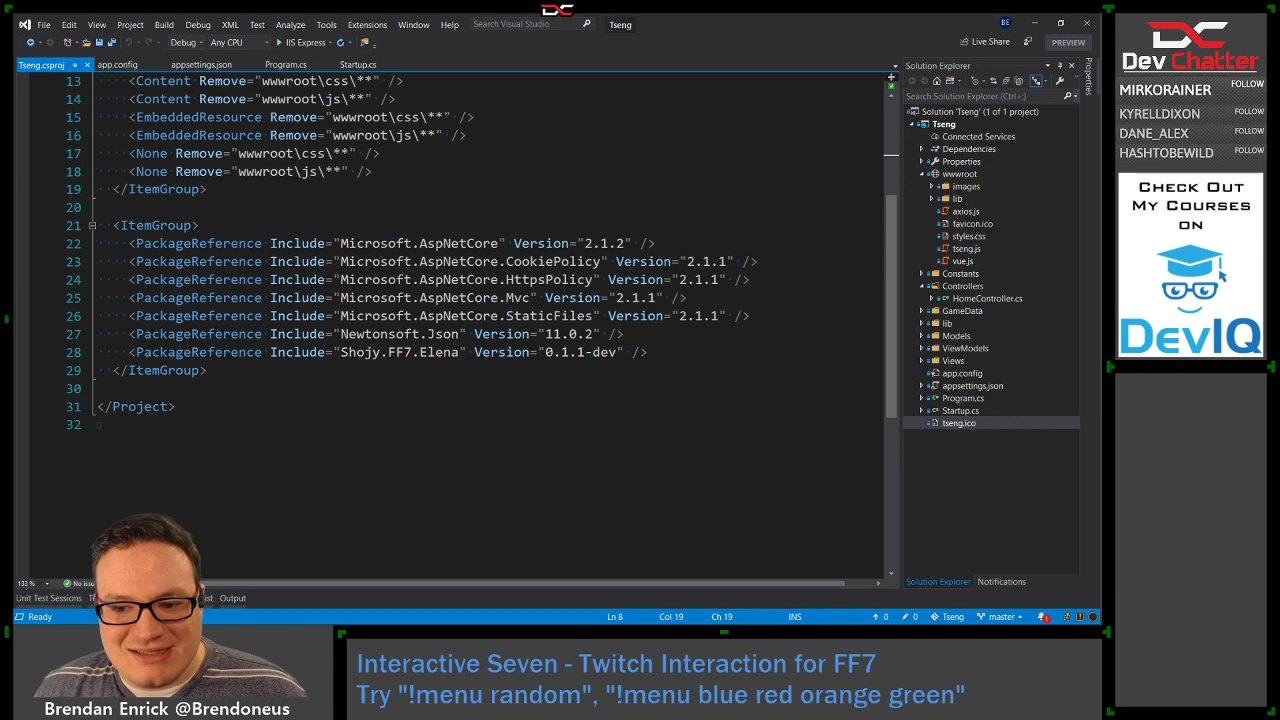 File Edit View Project Build Debug XML Test Analyze Tools Extensions Window Help Search Visual Studio Tseng BE
Debug Any CPU IIS Express Live Share PREVIEW
Tseng.csproj app.config appsettings.json Program.cs Startup.cs
13 <Content Remove="wwwroot\css\**" />
14 <Content Remove="wwwroot\js\**" />
15 <EmbeddedResource Remove="wwwroot\css\**" />
16 <EmbeddedResource Remove="wwwroot\js\**" />
17 <None Remove="wwwroot\css\**" />
18 <None Remove="wwwroot\js\**" />
19 </ItemGroup>
20
21 <ItemGroup>
22 <PackageReference Include="Microsoft.AspNetCore" Version="2.1.2" />
23 <PackageReference Include="Microsoft.AspNetCore.CookiePolicy" Version="2.1.1" />
24 <PackageReference Include="Microsoft.AspNetCore.HttpsPolicy" Version="2.1.1" />
25 <PackageReference Include="Microsoft.AspNetCore.Mvc" Version="2.1.1" />
26 <PackageReference Include="Microsoft.AspNetCore.StaticFiles" Version="2.1.1" />
27 <PackageReference Include="Newtonsoft.Json" Version="11.0.2" />
28 <PackageReference Include="Shojy.FF7.Elena" Version="0.1.1-dev" />
29 </ItemGroup>
30
31 </Project>
32
133 % No issu
Unit Test Sessions Output
Ready Ln 8 Col 19 Ch 19 INS 0 0 Tseng master 1
Solution Explorer
Search Solution Explorer (Ctrl+;)
Solution 'Tseng' (1 of 1 project)
Tseng
Connected Services
Dependencies
Properties
wwwroot
images
lib
axios.js
favicon.ico
styles.css
tseng.js
vue.js
Constants
Controllers
HomeController.cs
GameData
lib
Models
ViewModels
Views
app.config
appsettings.json
Program.cs
Startup.cs
tseng.ico
Solution Explorer Notifications
Properties
Dev Chatter
MIRKORAINER FOLLOW
KYRELLDIXON FOLLOW
DANE_ALEX FOLLOW
HASHTOBEWILD FOLLOW
CHECK OUT
MY COURSES
ON
DevIQ
Interactive Seven - Twitch Interaction for FF7
Try "!menu random", "!menu blue red orange green"
Brendan Enrick @Brendoneus